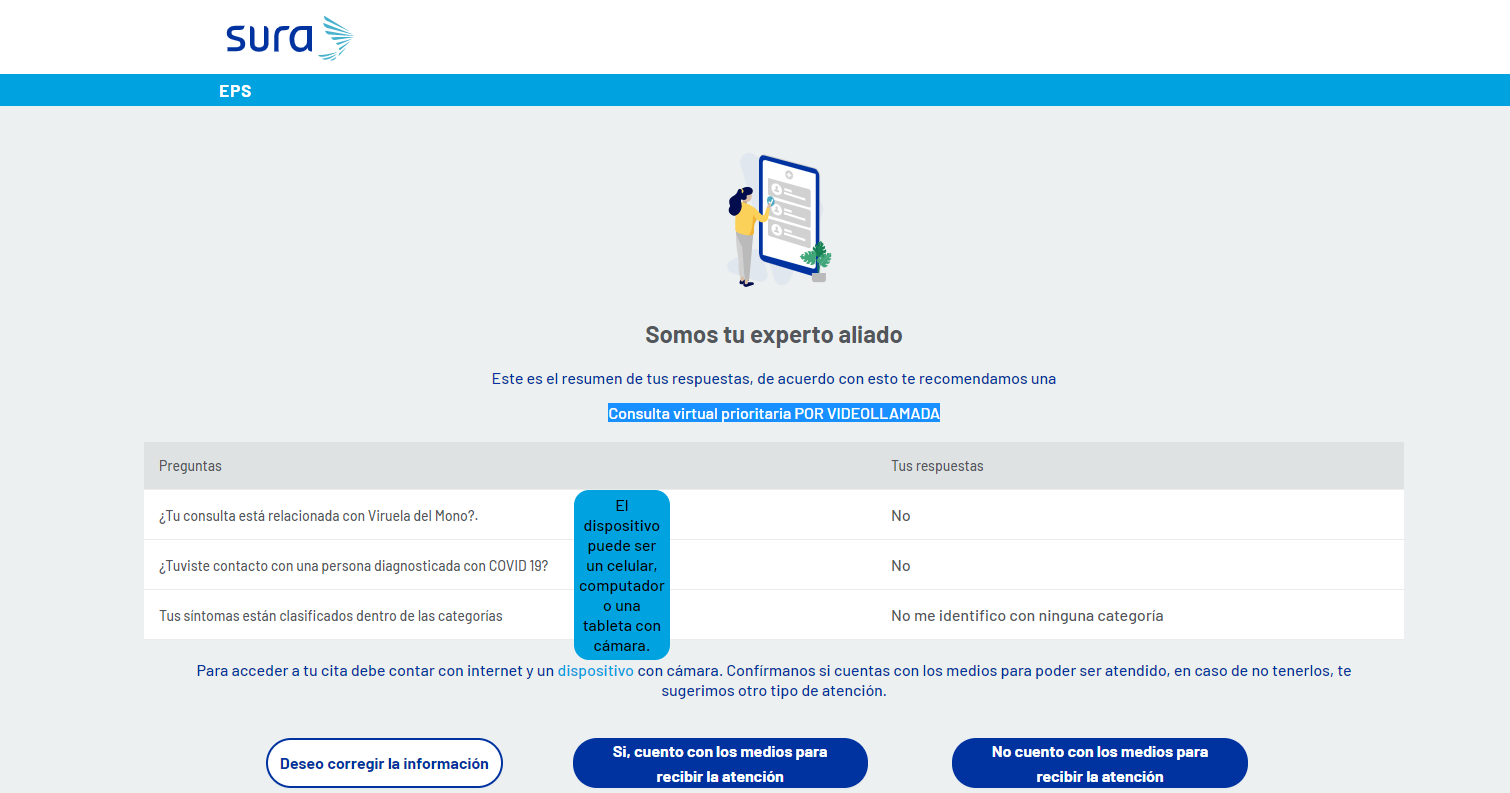 sura
EPS
Somos tu experto aliado
Este es el resumen de tus respuestas, de acuerdo con esto te recomendamos una
Consulta virtual prioritaria POR VIDEOLLAMADA
Preguntas
Tus respuestas
¿Tu consulta está relacionada con Viruela del Mono?.
No
¿Tuviste contacto con una persona diagnosticada con COVID 19?
No
Tus síntomas están clasificados dentro de las categorías
No me identifico con ninguna categoría
El
dispositivo
puede ser
un celular,
computador
o una
tableta con
cámara.
Para acceder a tu cita debe contar con internet y un dispositivo con cámara. Confírmanos si cuentas con los medios para poder ser atendido, en caso de no tenerlos, te
sugerimos otro tipo de atención.
Deseo corregir la información
Si, cuento con los medios para
recibir la atención
No cuento con los medios para
recibir la atención